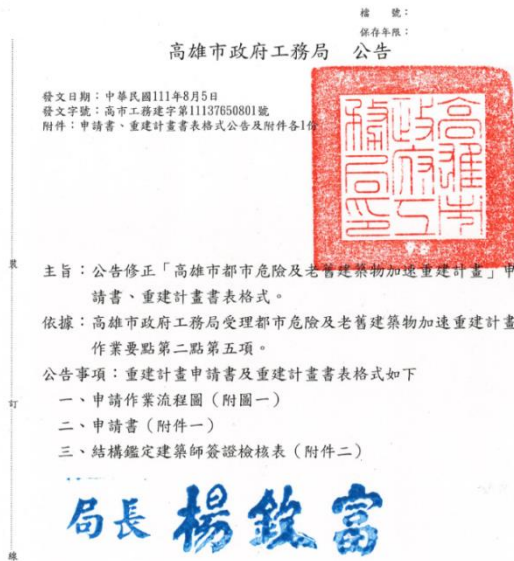 檔　　號：
保存年限：
高雄市政府工務局　公告
發文日期：中華民國111年8月5日
發文字號：高市工務建字第11137650801號
附件：申請書、重建計畫書表格式公告及附件各1份
高雄市
政府工
務局印
主旨：公告修正「高雄市都市危險及老舊建築物加速重建計畫」申
請書、重建計畫書表格式。
依據：高雄市政府工務局受理都市危險及老舊建築物加速重建計畫
作業要點第二點第五項。
公告事項：重建計畫申請書及重建計畫書表格式如下
一、申請作業流程圖（附圖一）
二、申請書（附件一）
三、結構鑑定建築師簽證檢核表（附件二）
局長 楊欽富
裝
訂
線